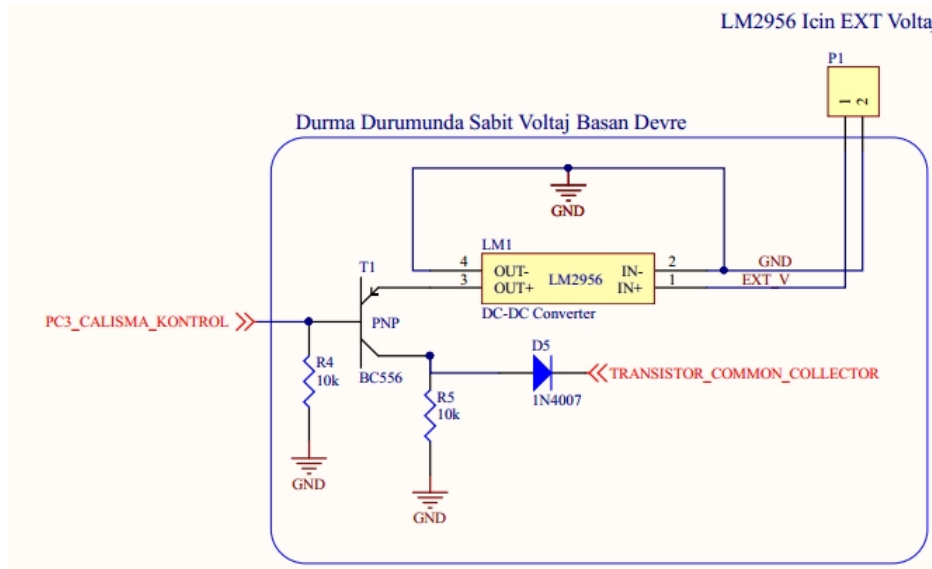 LM2956 Icin EXT Volta
P1
1
2
Durma Durumunda Sabit Voltaj Basan Devre
GND
LM1
4
OUT-
LM2956
IN-
2
GND
3
OUT+
IN+
1
EXT_V
DC-DC Converter
T1
PC3_CALISMA_KONTROL
PNP
BC556
R4
10k
GND
D5
TRANSISTOR_COMMON_COLLECTOR
1N4007
R5
10k
GND